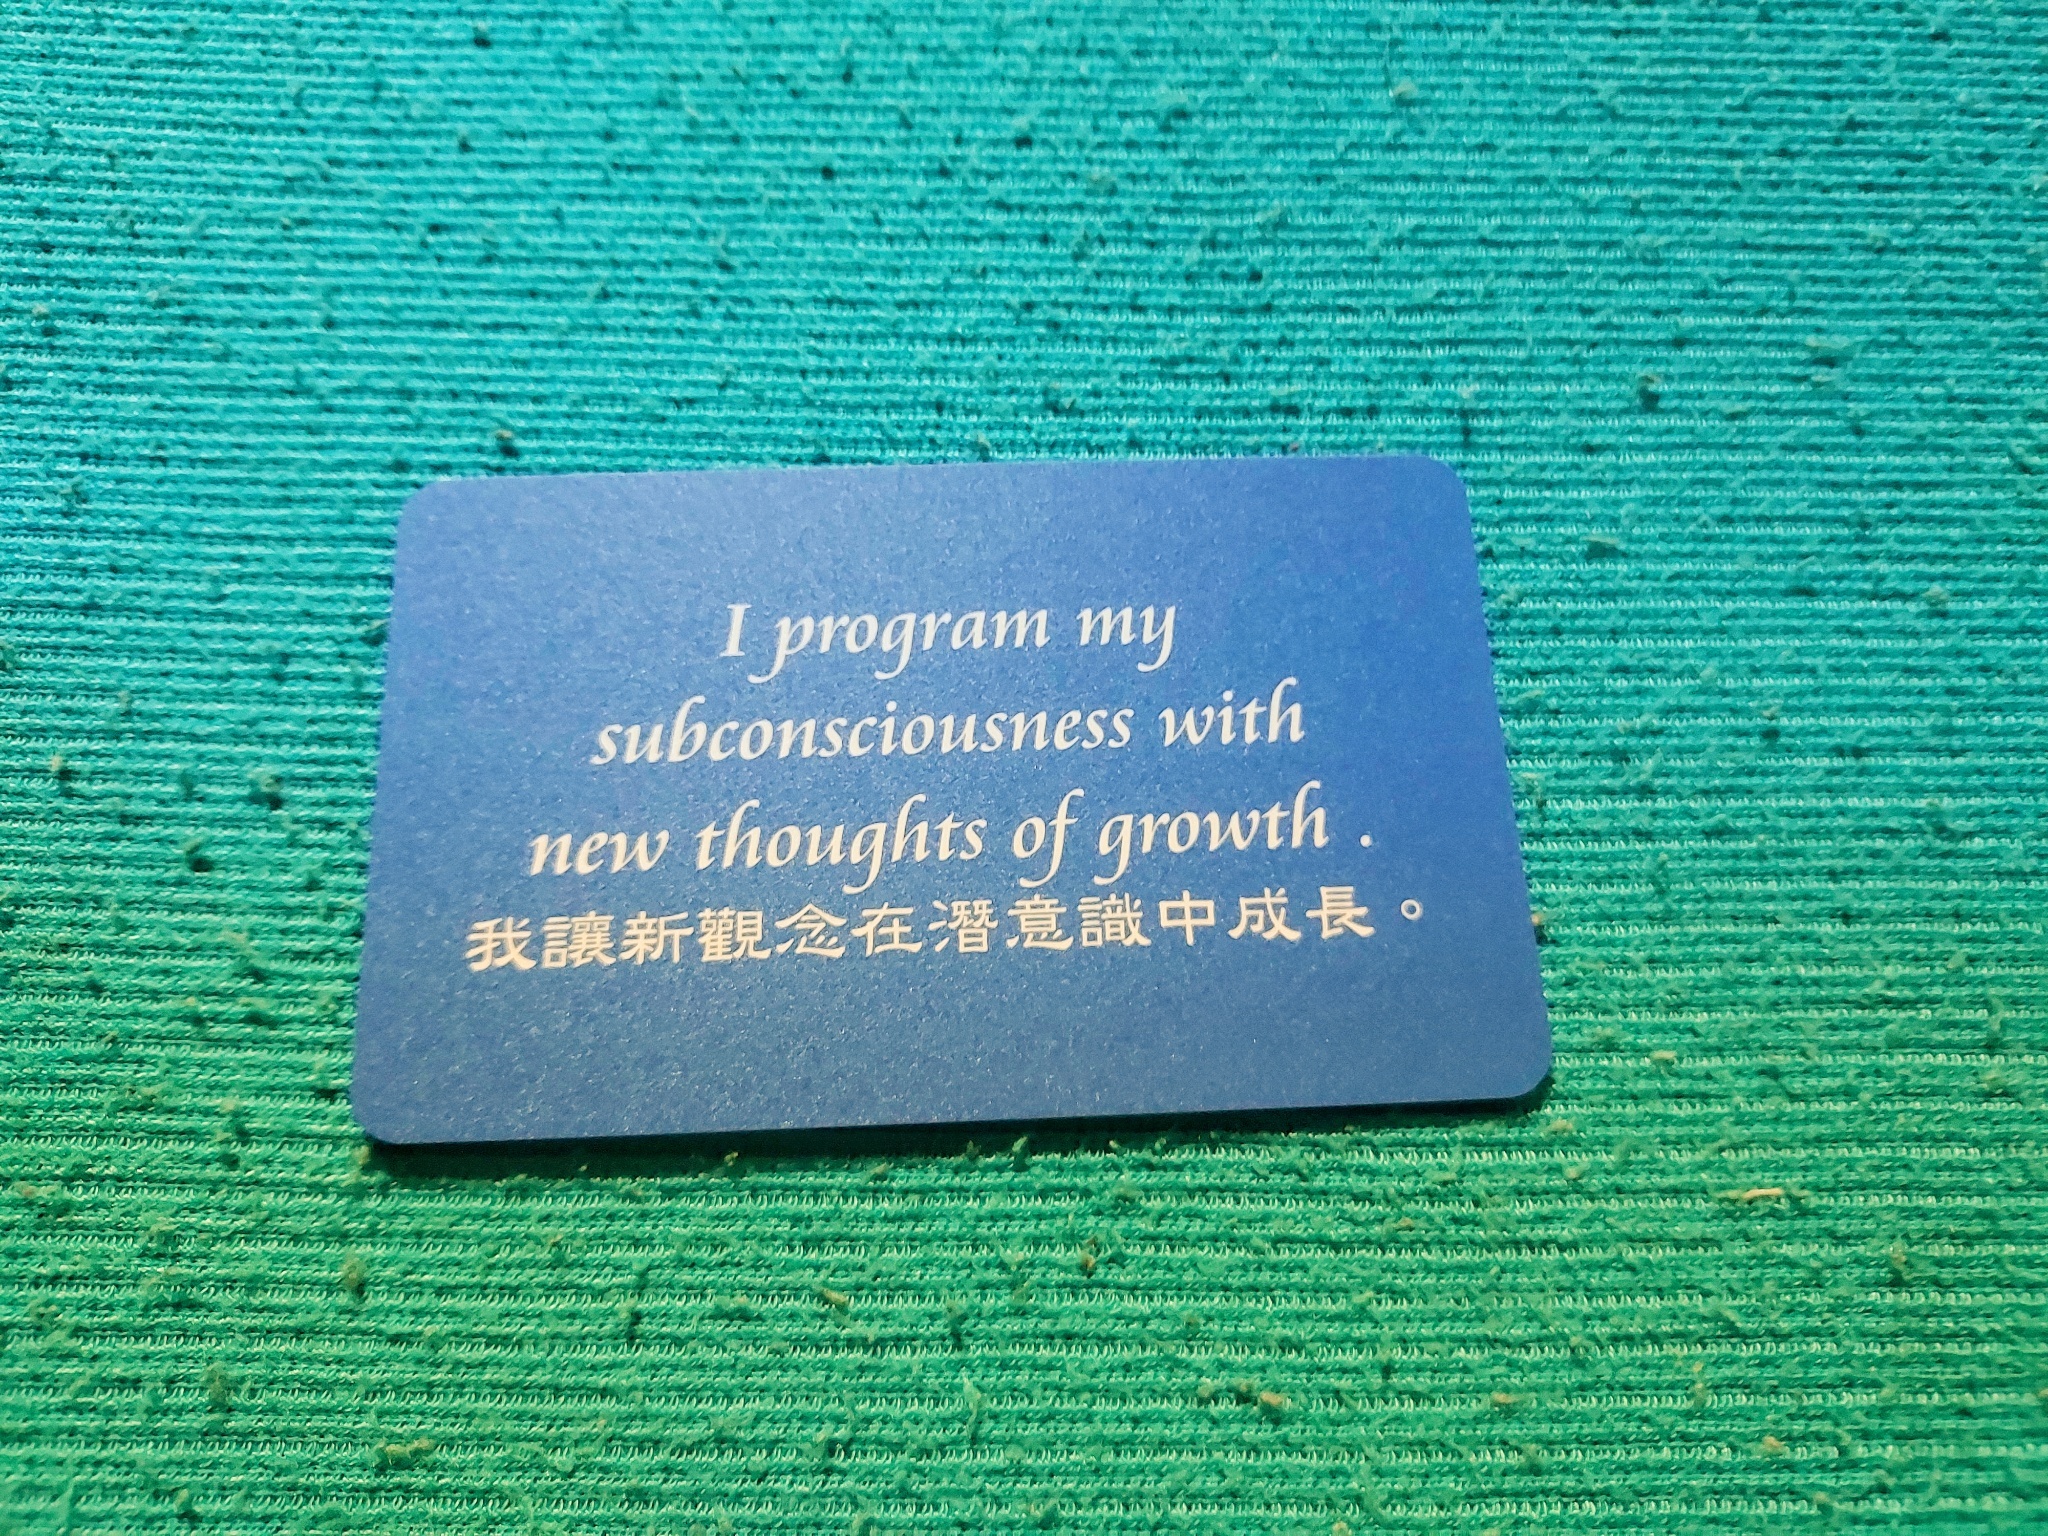 I program my
subconsciousness with
new thoughts of growth .
我讓新觀念在潛意識中成長。